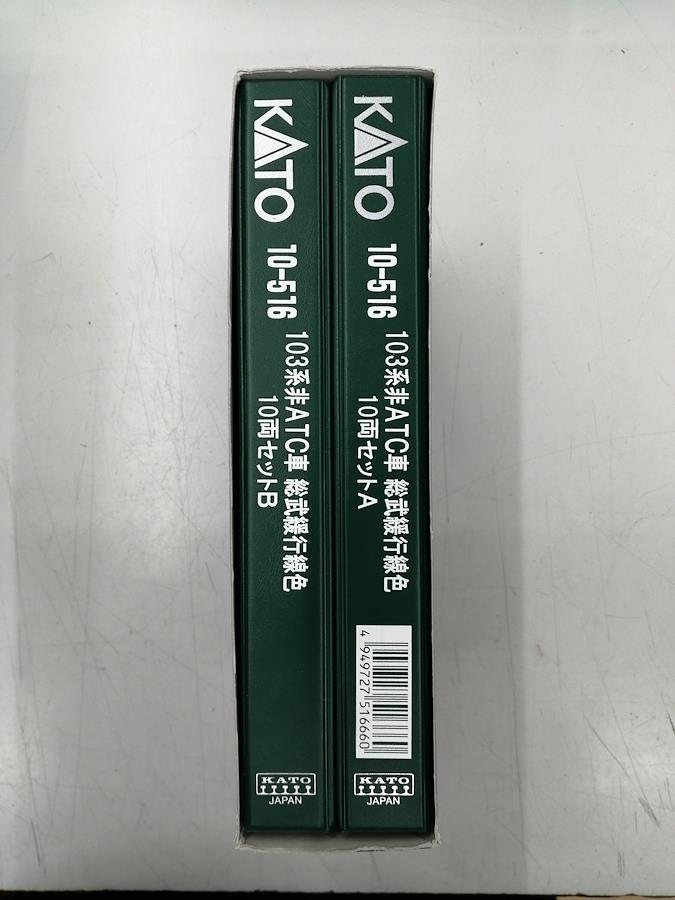 KATO
10-516
103系非ATC車 総武緩行線色
10両セットA
4 949727 516660
KATO
JAPAN
KATO
10-516
103系非ATC車 総武緩行線色
10両セットB
KATO
JAPAN